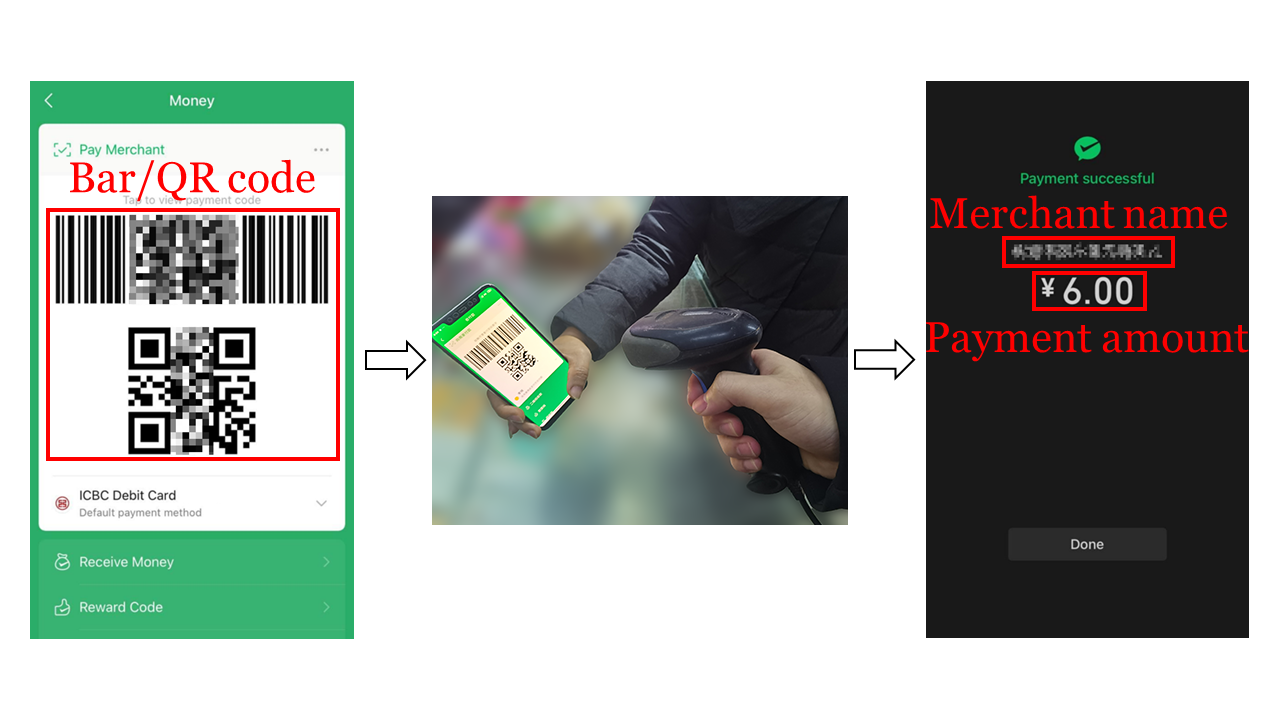 Money
Pay Merchant
Bar/QR code
Tap to view payment code
ICBC Debit Card
Default payment method
Receive Money
Reward Code
Payment successful
Merchant name
¥6.00
Payment amount
Done